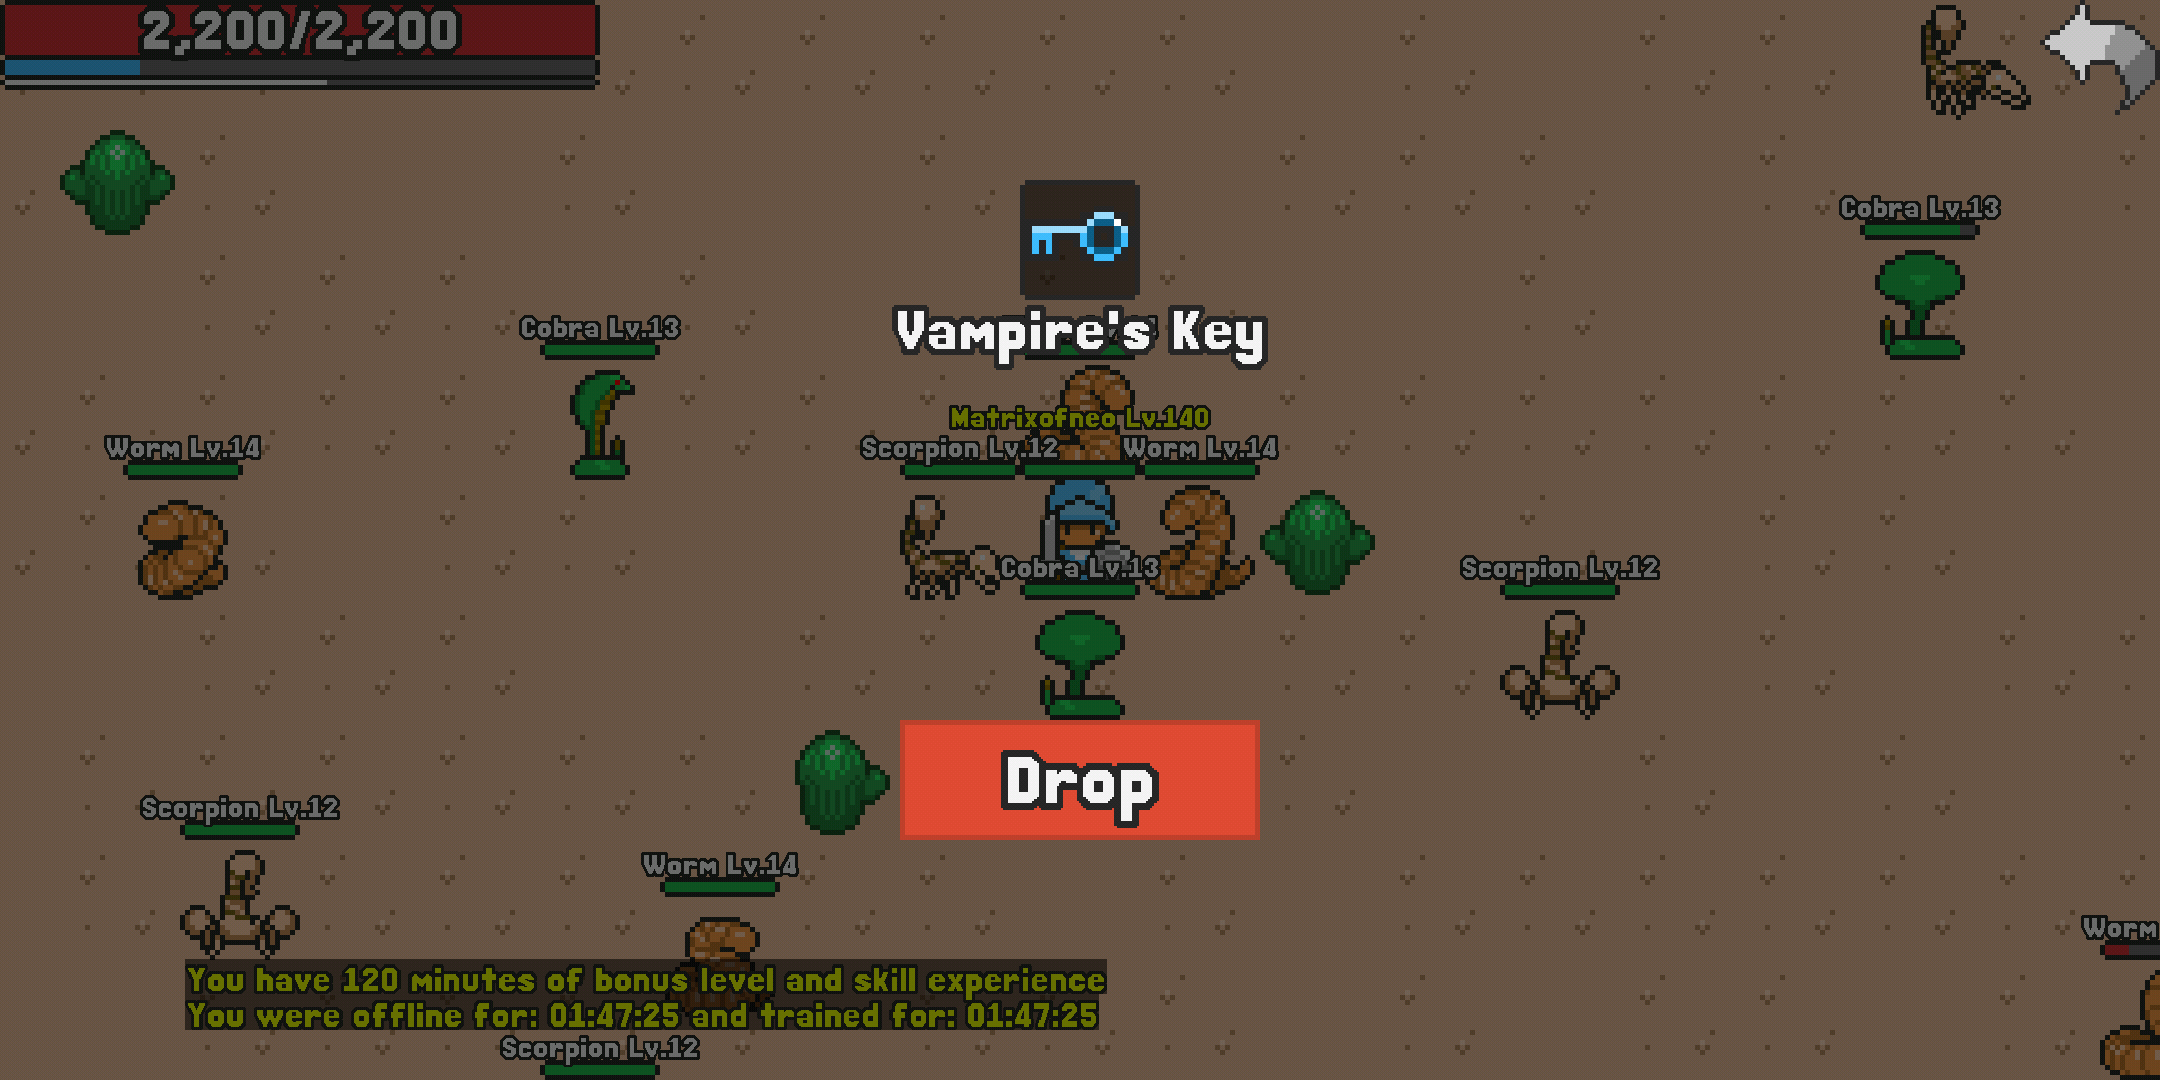 2,200/2,200
Cobra Lv.13
Cobra Lv.13
Vampire's Key
Matrixofneo Lv.140
Worm Lv.14
Scorpion Lv.12
Worm Lv.14
Cobra Lv.13
Scorpion Lv.12
Drop
Scorpion Lv.12
Worm Lv.14
Worm
You have 120 minutes of bonus level and skill experience
You were offline for: 01:47:25 and trained for: 01:47:25
Scorpion Lv.12